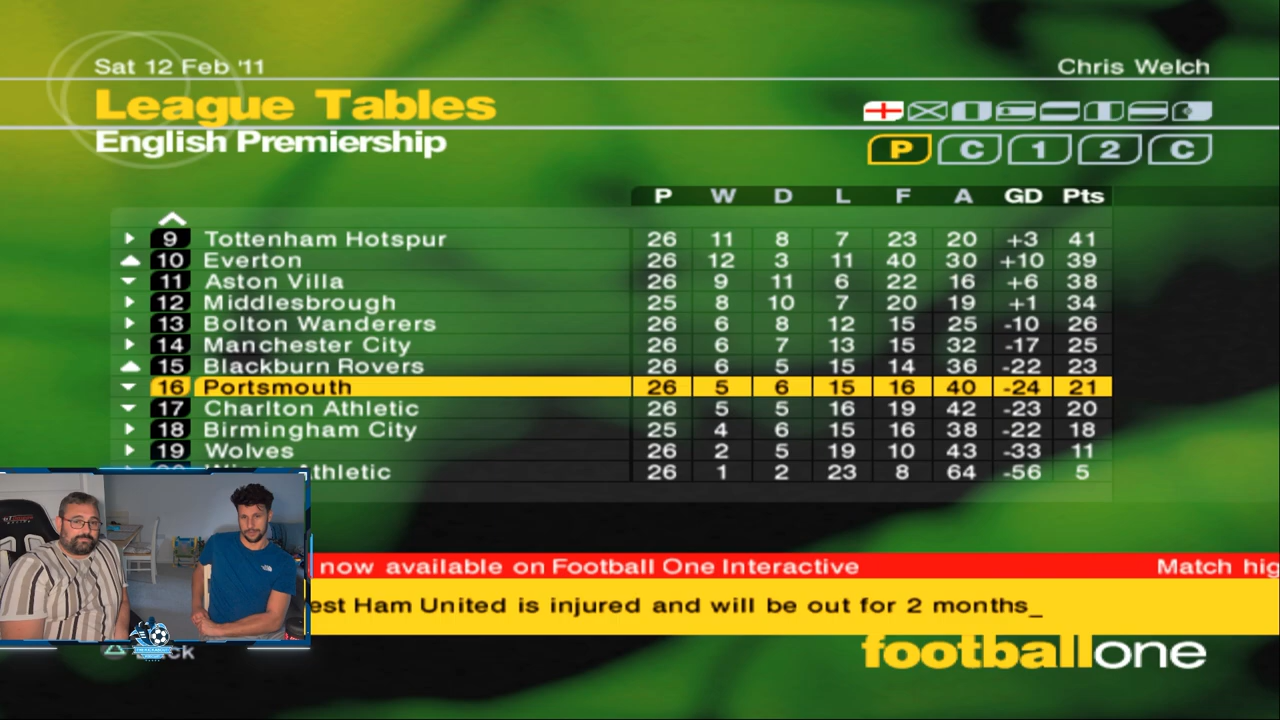 Sat 12 Feb '11
Chris Welch
League Tables
English Premiership
P C 1 2 C
P W D L F A GD Pts
9 Tottenham Hotspur 26 11 8 7 23 20 +3 41
10 Everton 26 12 3 11 40 30 +10 39
11 Aston Villa 26 9 11 6 22 16 +6 38
12 Middlesbrough 25 8 10 7 20 19 +1 34
13 Bolton Wanderers 26 6 8 12 15 25 -10 26
14 Manchester City 26 6 7 13 15 32 -17 25
15 Blackburn Rovers 26 6 5 15 14 36 -22 23
16 Portsmouth 26 5 6 15 16 40 -24 21
17 Charlton Athletic 26 5 5 16 19 42 -23 20
18 Birmingham City 25 4 6 15 16 38 -22 18
19 Wolves 26 2 5 19 10 43 -33 11
Athletic 26 1 2 23 8 64 -56 5
now available on Football One Interactive Match
Ham United is injured and will be out for 2 months_
footballone